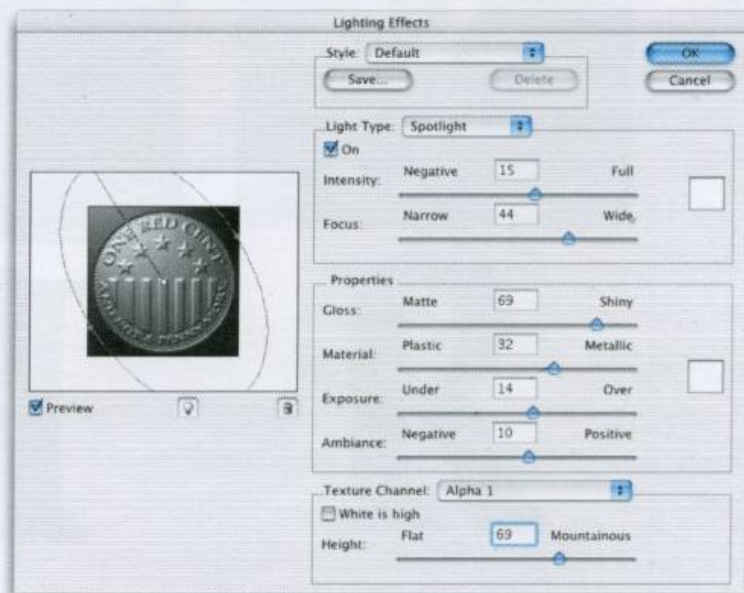 Lighting Effects
Style: Default
OK
Save...
Delete
Cancel
Light Type: Spotlight
On
Intensity: Negative 15 Full
Focus: Narrow 44 Wide
Properties
Gloss: Matte 69 Shiny
Material: Plastic 32 Metallic
Exposure: Under 14 Over
Ambiance: Negative 10 Positive
Texture Channel: Alpha 1
White is high
Height: Flat 69 Mountainous
Preview
ONE RED CENT